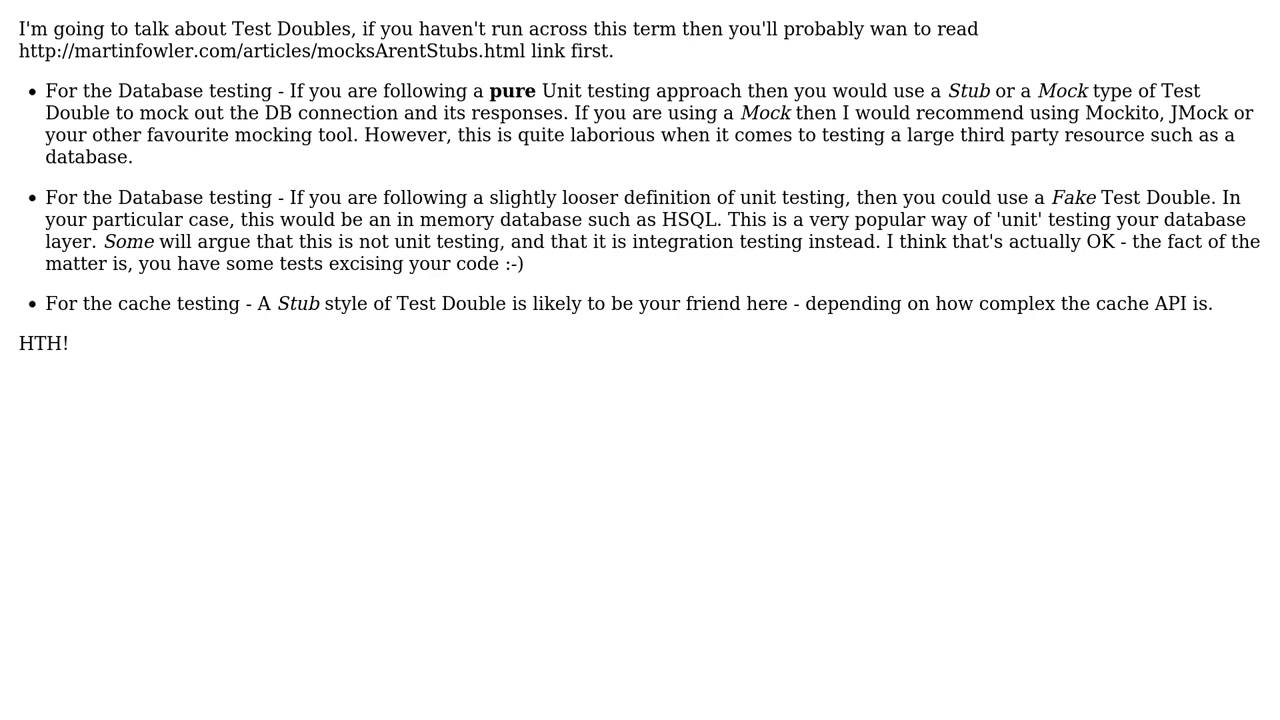 I'm going to talk about Test Doubles, if you haven't run across this term then you'll probably wan to read
http://martinfowler.com/articles/mocksArentStubs.html link first.
• For the Database testing - If you are following a pure Unit testing approach then you would use a Stub or a Mock type of Test
Double to mock out the DB connection and its responses. If you are using a Mock then I would recommend using Mockito, JMock or
your other favourite mocking tool. However, this is quite laborious when it comes to testing a large third party resource such as a
database.
• For the Database testing - If you are following a slightly looser definition of unit testing, then you could use a Fake Test Double. In
your particular case, this would be an in memory database such as HSQL. This is a very popular way of 'unit' testing your database
layer. Some will argue that this is not unit testing, and that it is integration testing instead. I think that's actually OK - the fact of the
matter is, you have some tests excising your code :-)
• For the cache testing - A Stub style of Test Double is likely to be your friend here - depending on how complex the cache API is.
HTH!